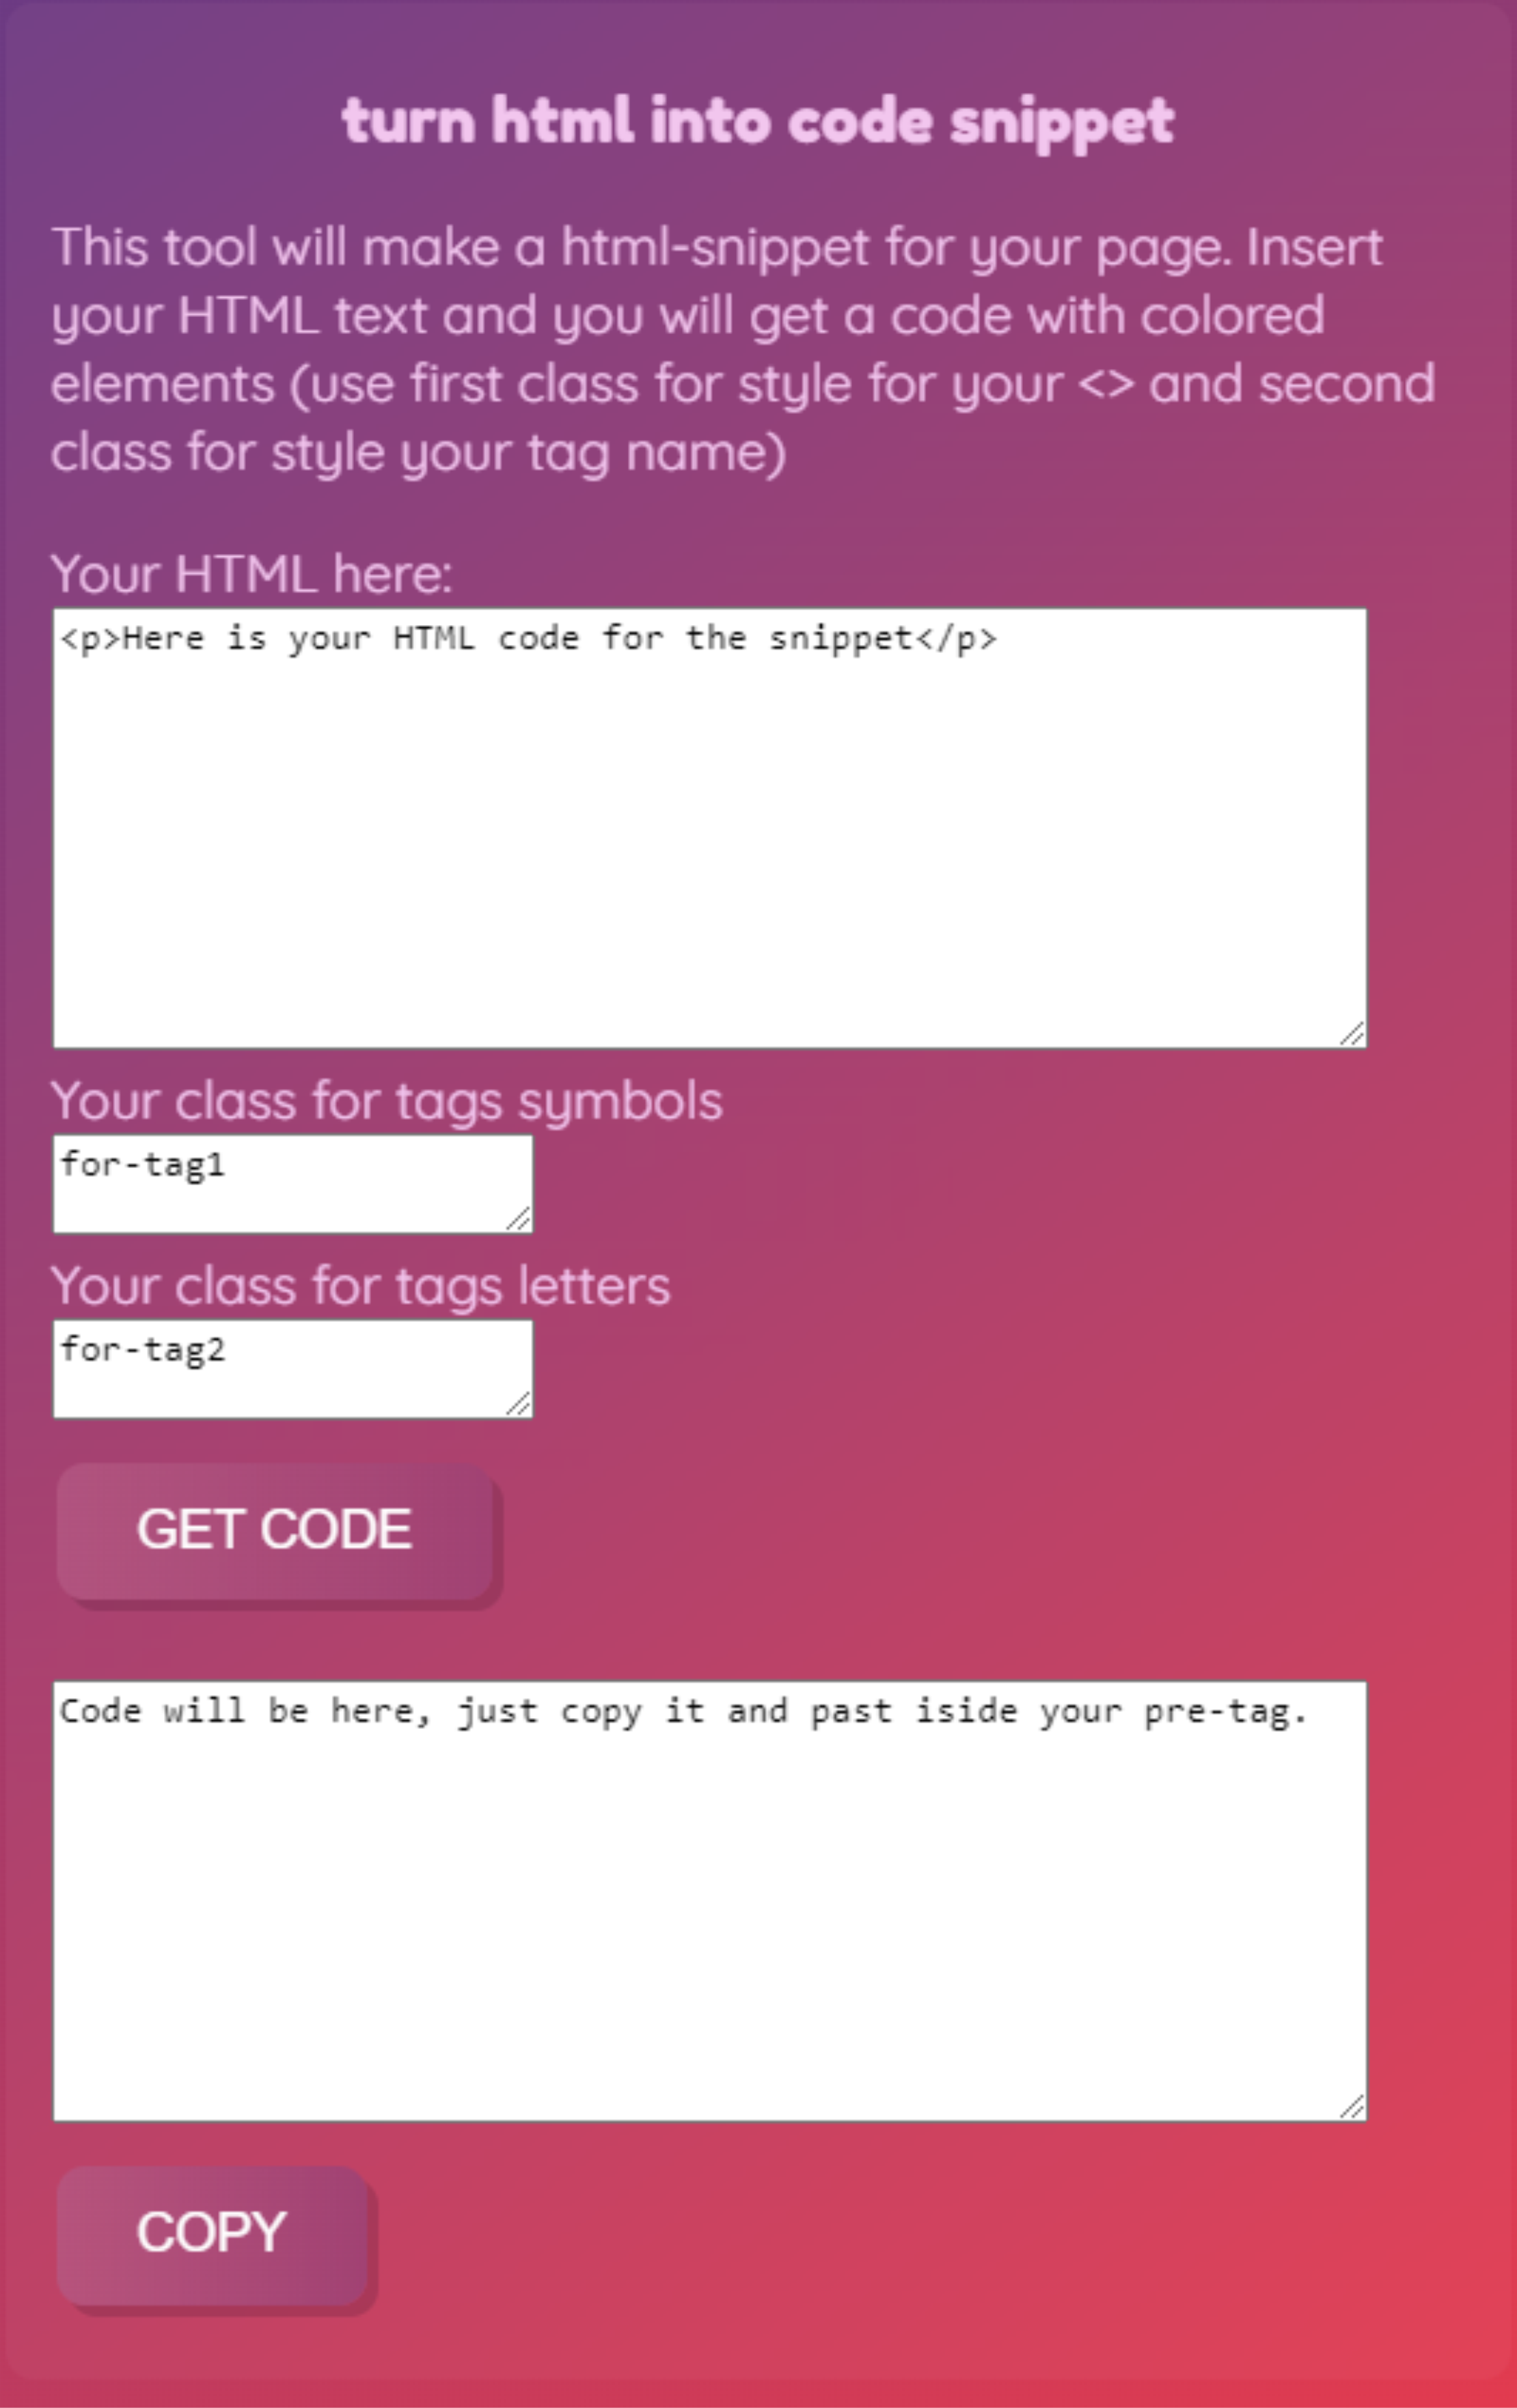 turn html into code snippet
This tool will make a html-snippet for your page. Insert
your HTML text and you will get a code with colored
elements (use first class for style for your <> and second
class for style your tag name)
Your HTML here:
<p>Here is your HTML code for the snippet</p>
Your class for tags symbols
for-tag1
Your class for tags letters
for-tag2
GET CODE
Code will be here, just copy it and past iside your pre-tag.
COPY